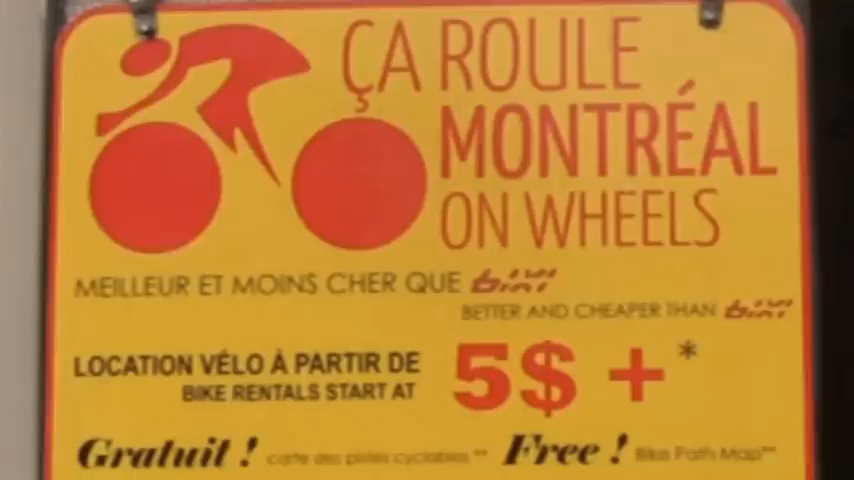 ÇA ROULE
MONTRÉAL
ON WHEELS
MEILLEUR ET MOINS CHER QUE bixi
BETTER AND CHEAPER THAN bixi
LOCATION VÉLO À PARTIR DE
BIKE RENTALS START AT
5$ +*
Gratuit ! carte des pistes cyclables **
Free ! Bike Path Map**